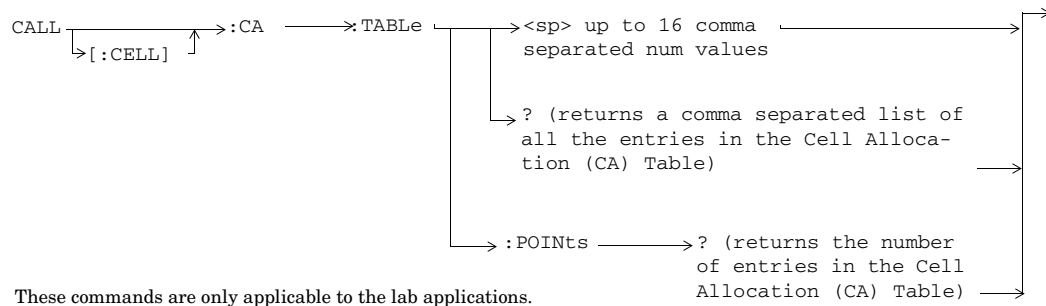 CALL :CA :TABLe <sp> up to 16 comma
[:CELL] separated num values
? (returns a comma separated list of
all the entries in the Cell Alloca-
tion (CA) Table)
:POINts ? (returns the number
of entries in the Cell
Allocation (CA) Table)
These commands are only applicable to the lab applications.